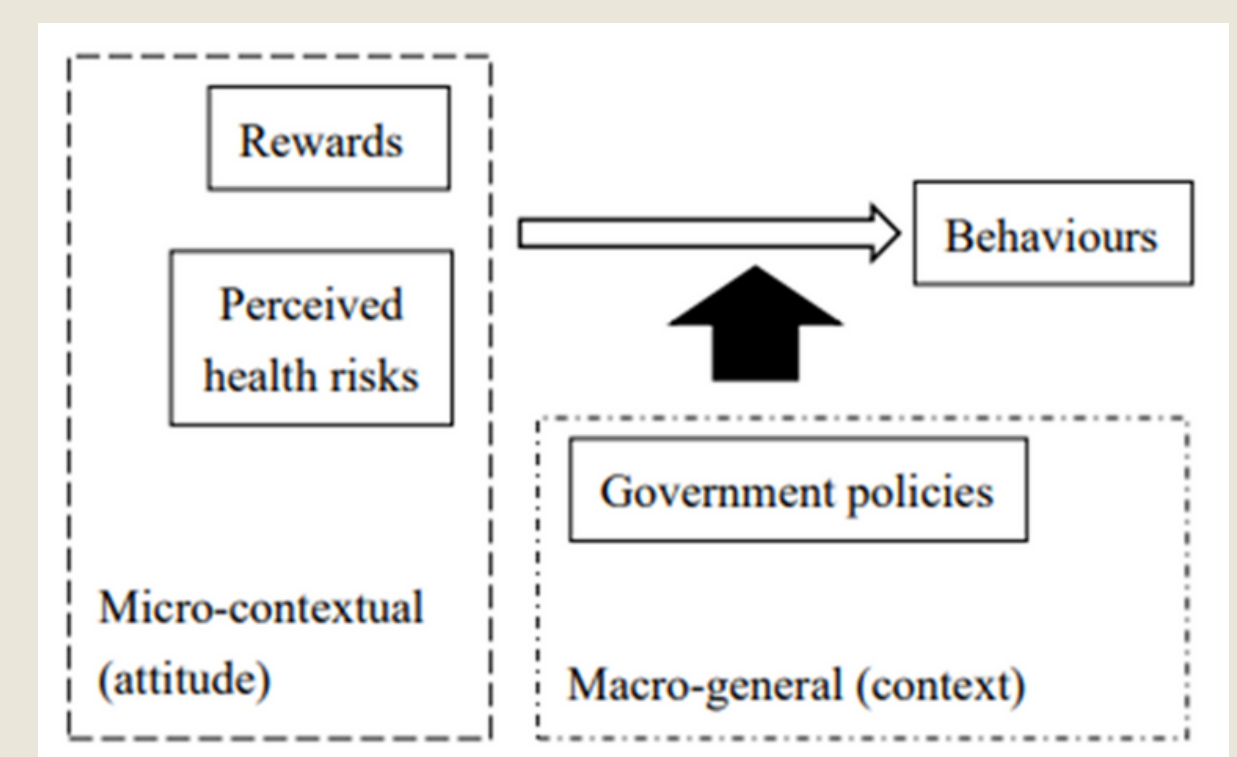 Rewards
Perceived
health risks
Micro-contextual
(attitude)
Behaviours
Government policies
Macro-general (context)